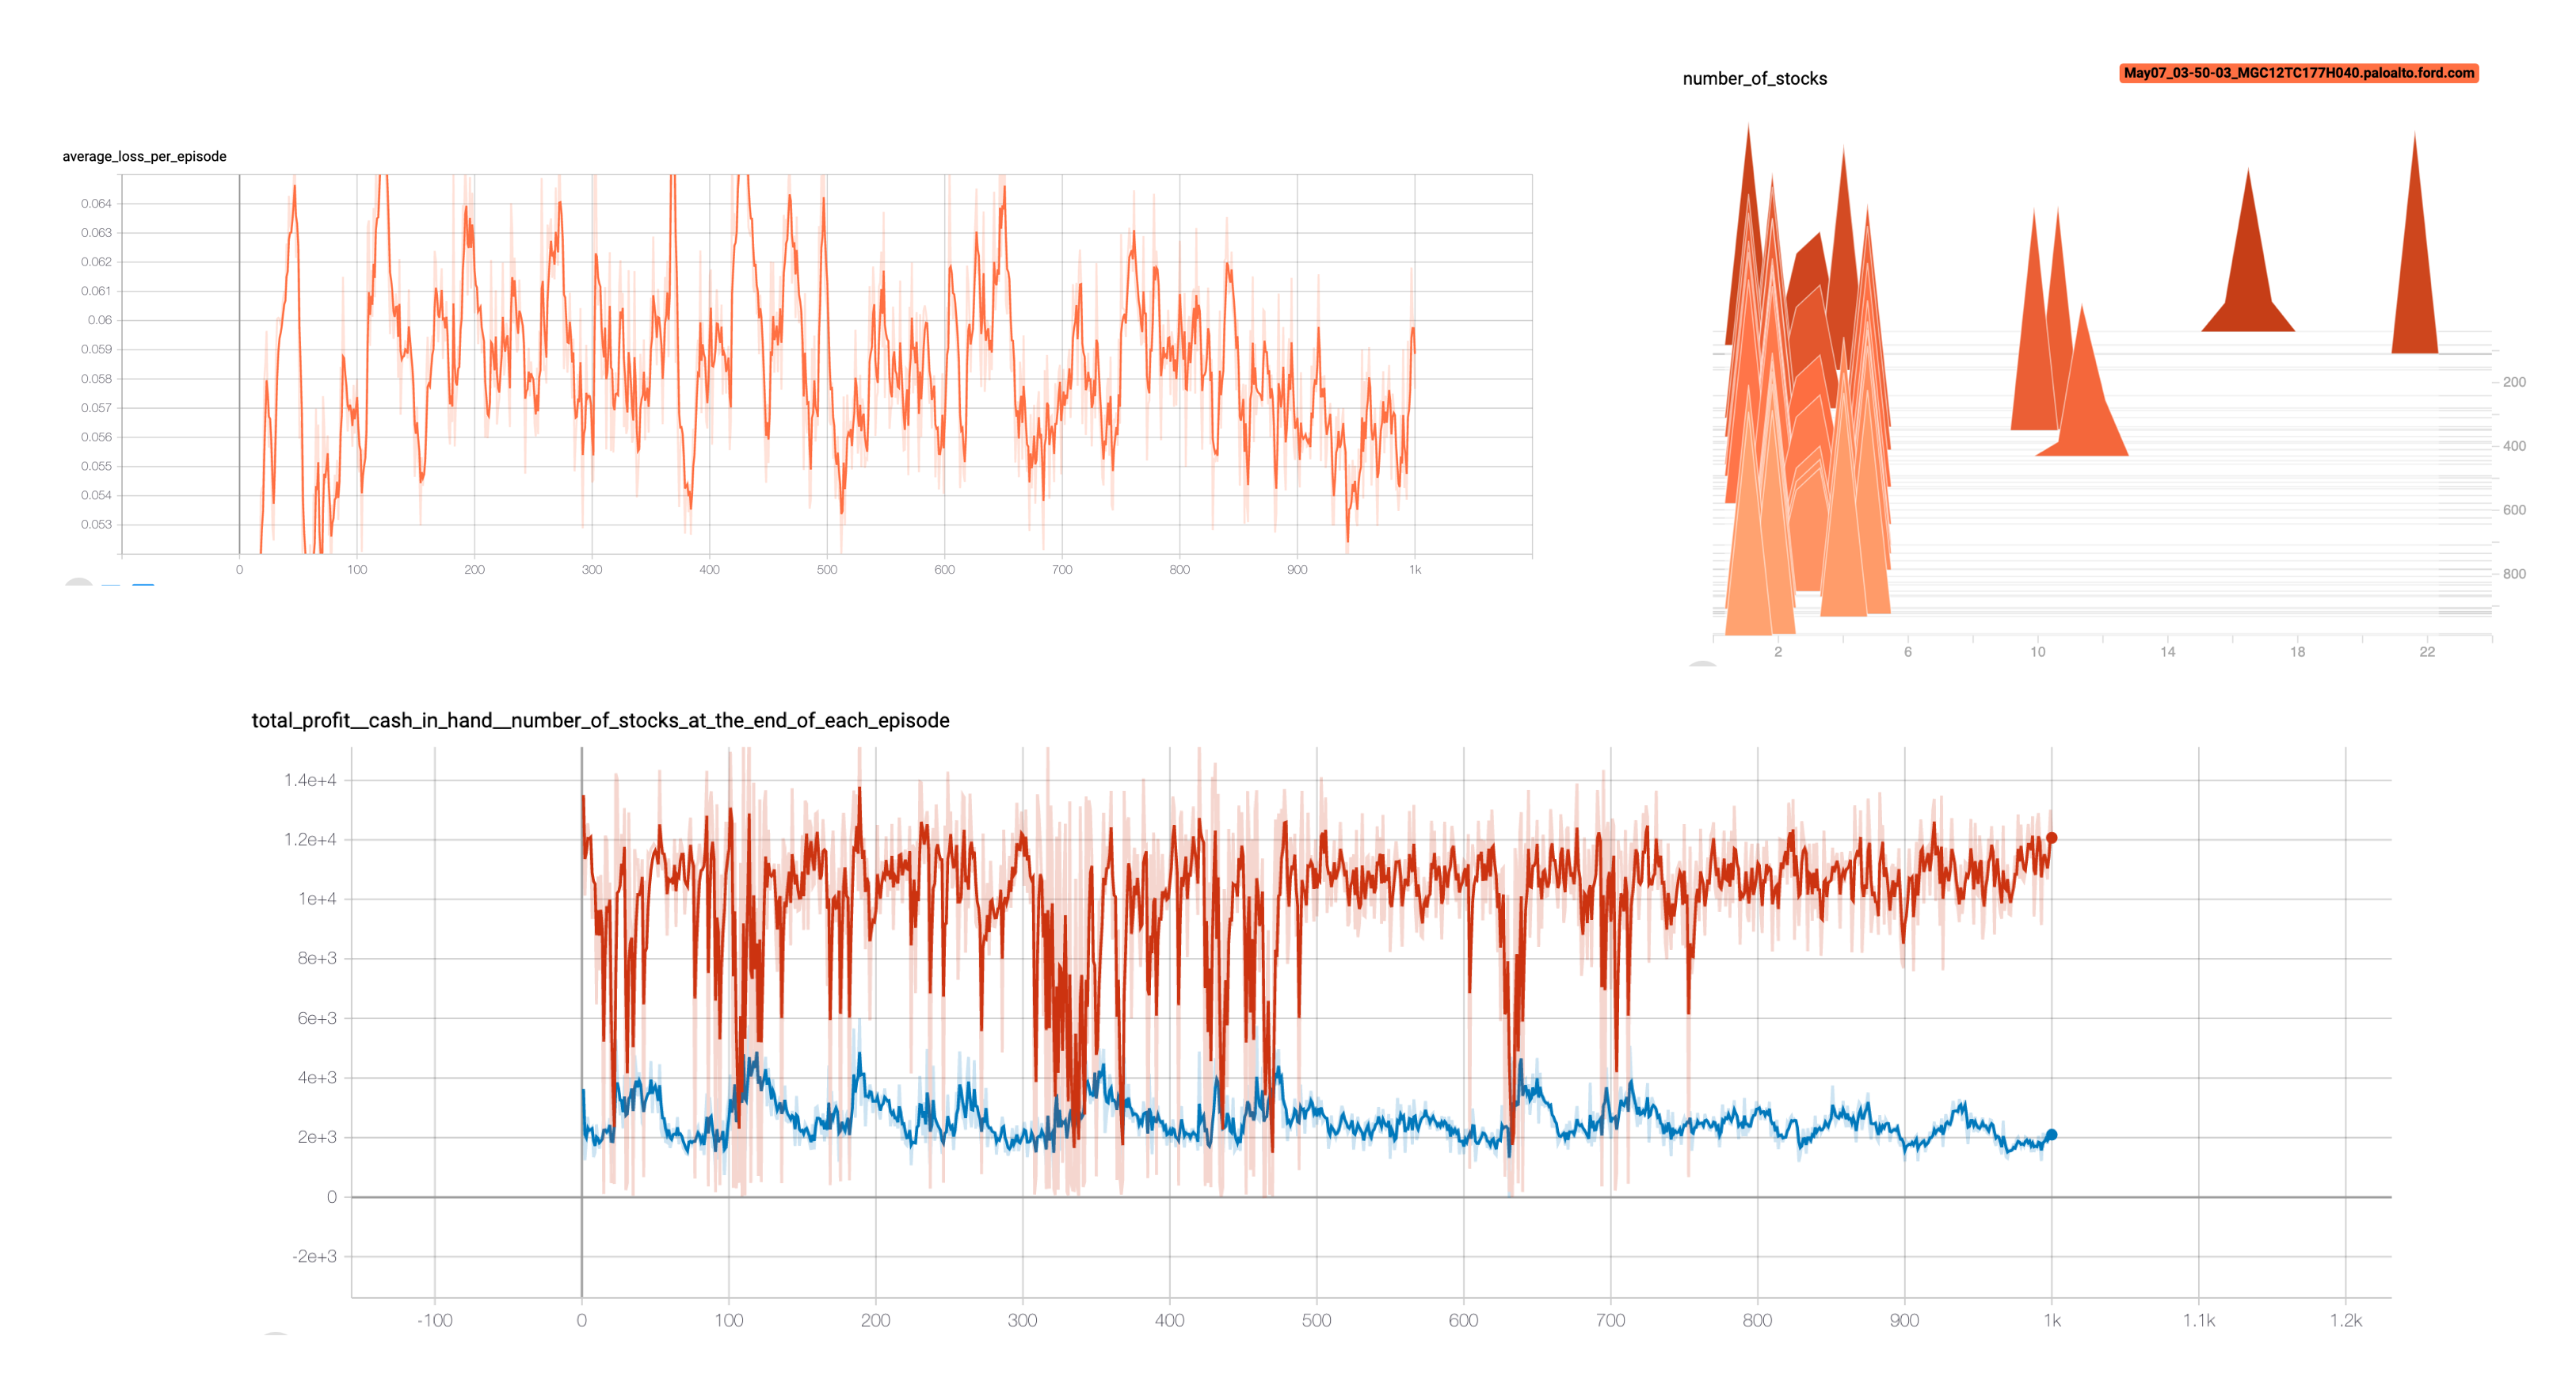 number_of_stocks
May07_03-50-03_MGC12TC177H040.paloalto.ford.com
average_loss_per_episode
0.064
0.063
0.062
0.061
0.06
0.059
0.058
0.057
0.056
0.055
0.054
0.053
0 100 200 300 400 500 600 700 800 900 1k
200
400
600
800
2 6 10 14 18 22
total_profit__cash_in_hand__number_of_stocks_at_the_end_of_each_episode
1.4e+4
1.2e+4
1e+4
8e+3
6e+3
4e+3
2e+3
0
-2e+3
-100 0 100 200 300 400 500 600 700 800 900 1k 1.1k 1.2k